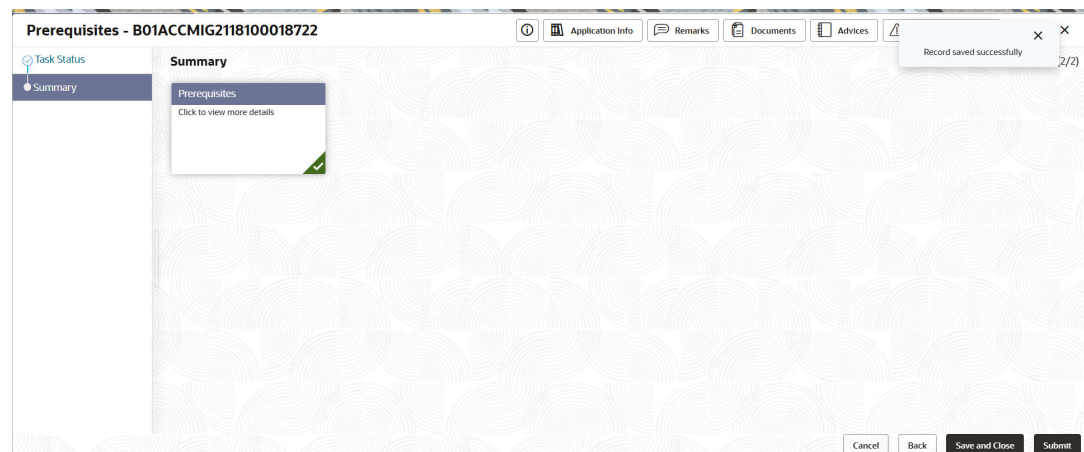 Prerequisites - B01ACCMIG2118100018722
Application Info
Remarks
Documents
Advices
Record saved successfully
Task Status
Summary
Summary
2/2)
Prerequisites
Click to view more details
Cancel
Back
Save and Close
Submit